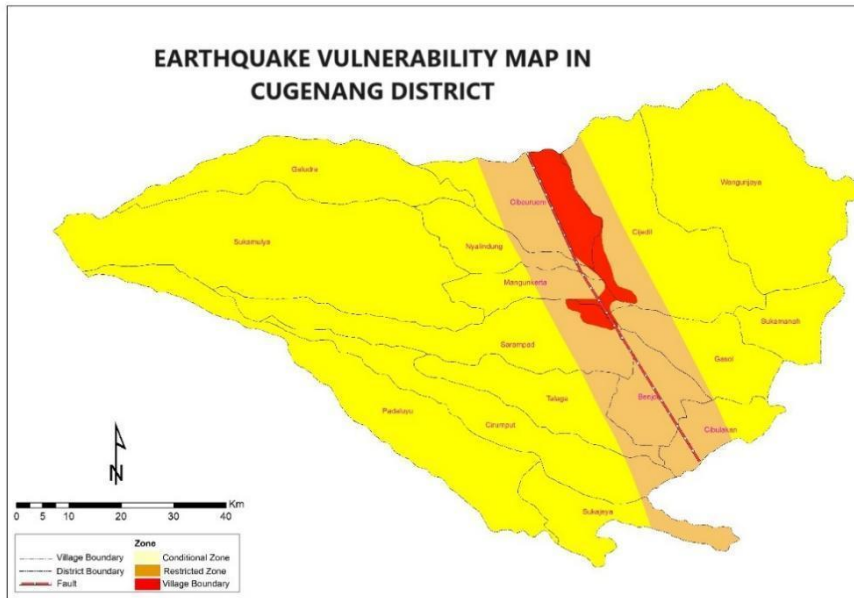 EARTHQUAKE VULNERABILITY MAP IN
CUGENANG DISTRICT
Galudra
Wangunjaya
Cibeureum
Cijedil
Sukamulya
Nyalindung
Mangunkerta
Sukamanah
Sarampad
Gasol
Talaga
Benjot
Padaluyu
Cirumput
Cibulakan
Sukajaya
N
Km
0 5 10 20 30 40
Zone
Village Boundary
Conditional Zone
District Boundary
Restricted Zone
Fault
Village Boundary